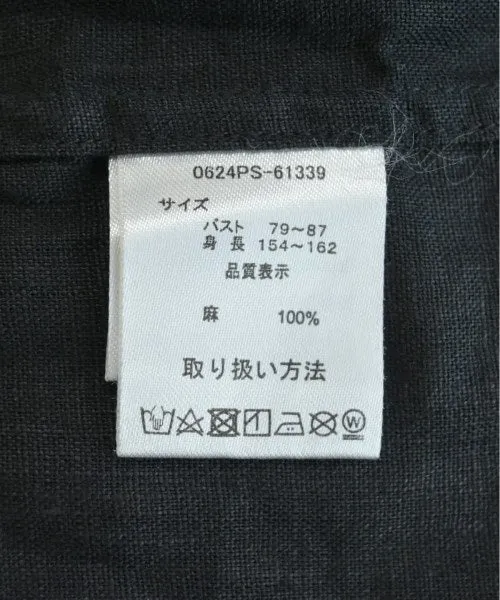 0624PS-61339
サイズ
バスト 79～87
身長 154～162
品質表示
麻 100%
取り扱い方法
W